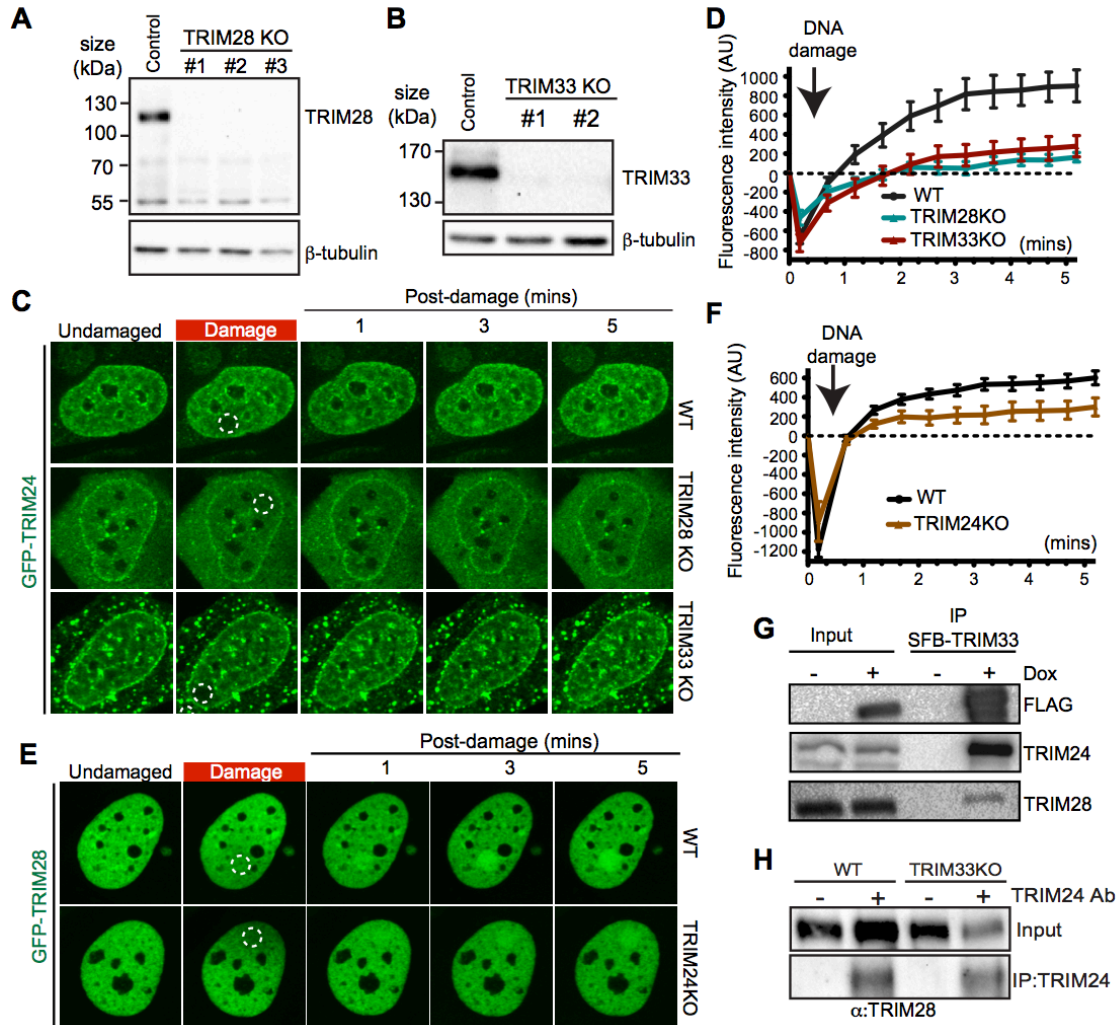 A
size
(kDa)
Control
TRIM28 KO
#1 #2 #3
130
100
70
55
TRIM28
β-tubulin
B
size
(kDa)
Control
TRIM33 KO
#1 #2
170
130
TRIM33
β-tubulin
D
DNA
damage
Fluorescence intensity (AU)
1000
800
600
400
200
0
-200
-400
-600
-800
WT
TRIM28KO
TRIM33KO
(mins)
0 1 2 3 4 5
C
Post-damage (mins)
Undamaged Damage 1 3 5
GFP-TRIM24
WT
TRIM28 KO
TRIM33 KO
F
DNA
damage
Fluorescence intensity (AU)
600
400
200
0
-200
-400
-600
-800
-1000
-1200
WT
TRIM24KO
(mins)
0 1 2 3 4 5
E
Post-damage (mins)
Undamaged Damage 1 3 5
GFP-TRIM28
WT
TRIM24KO
G
Input
IP
SFB-TRIM33
- + - + Dox
FLAG
TRIM24
TRIM28
H
WT TRIM33KO
- + - + TRIM24 Ab
Input
IP:TRIM24
α:TRIM28